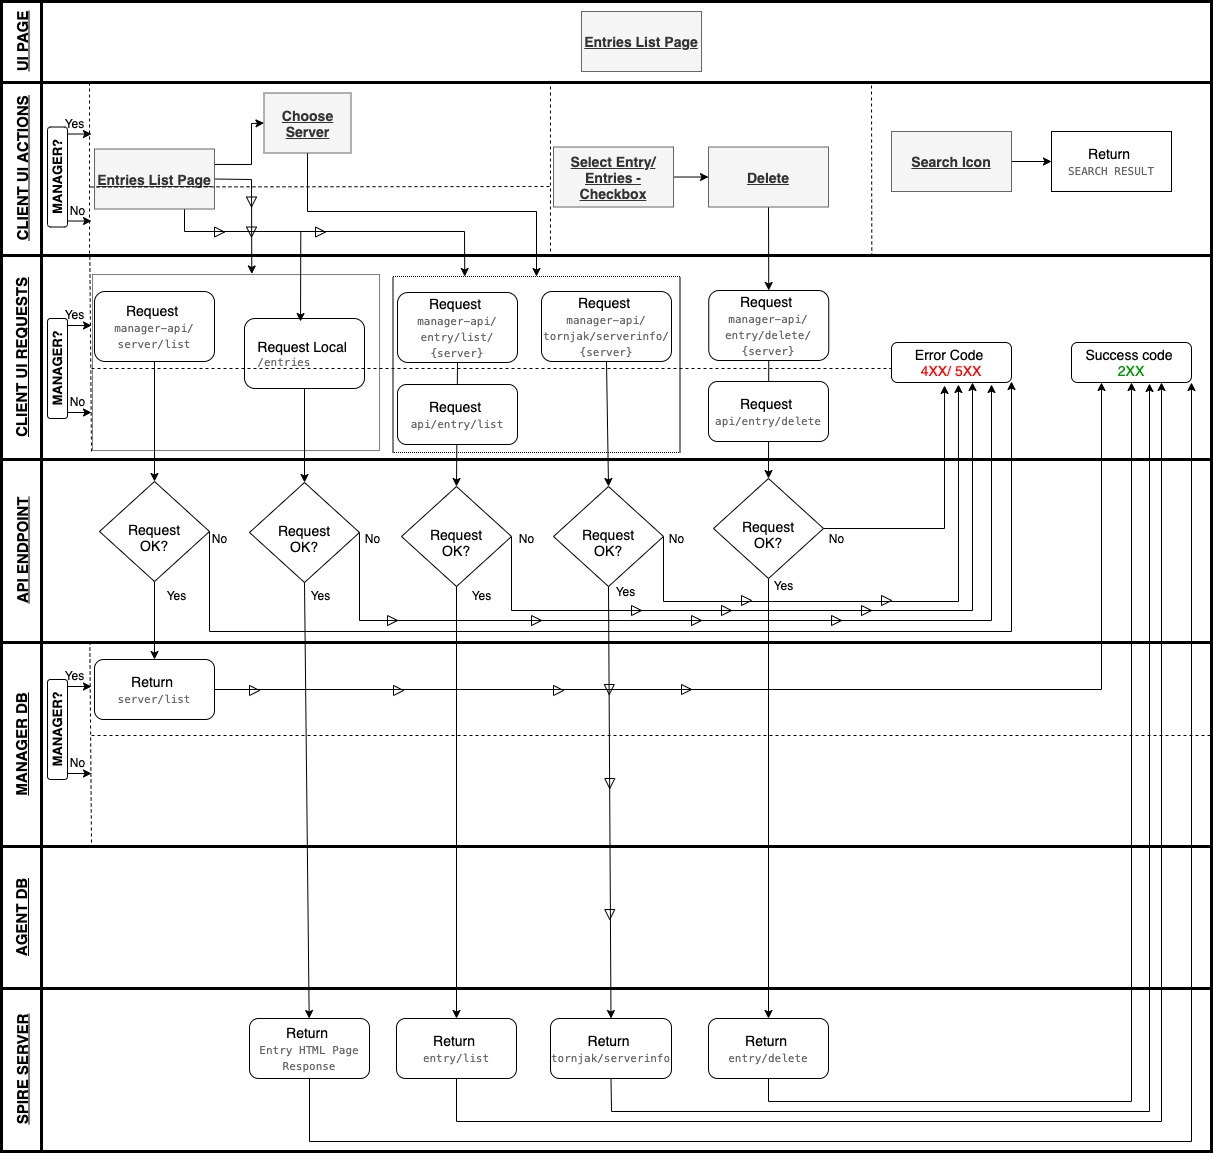 UI PAGE
Entries List Page
CLIENT UI ACTIONS
MANAGER?
Yes
No
Entries List Page
Choose
Server
Select Entry/
Entries -
Checkbox
Delete
Search Icon
Return
SEARCH RESULT
CLIENT UI REQUESTS
MANAGER?
Yes
No
Request
manager-api/
server/list
Request Local
/entries
Request
manager-api/
entry/list/
{server}
Request
api/entry/list
Request
manager-api/
tornjak/serverinfo/
{server}
Request
manager-api/
entry/delete/
{server}
Request
api/entry/delete
Error Code
4XX/ 5XX
Success code
2XX
API ENDPOINT
Request
OK?
No
Yes
Request
OK?
No
Yes
Request
OK?
No
Yes
Request
OK?
No
Yes
Request
OK?
No
Yes
MANAGER DB
MANAGER?
Yes
No
Return
server/list
AGENT DB
SPIRE SERVER
Return
Entry HTML Page
Response
Return
entry/list
Return
tornjak/serverinfo
Return
entry/delete